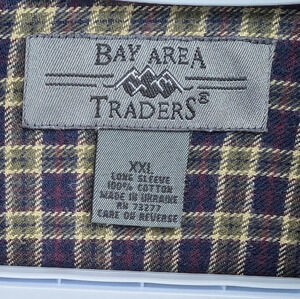 BAY AREA
TRADERS®
XXL
LONG SLEEVE
100% COTTON
MADE IN UKRAINE
RN 73277
CARE ON REVERSE